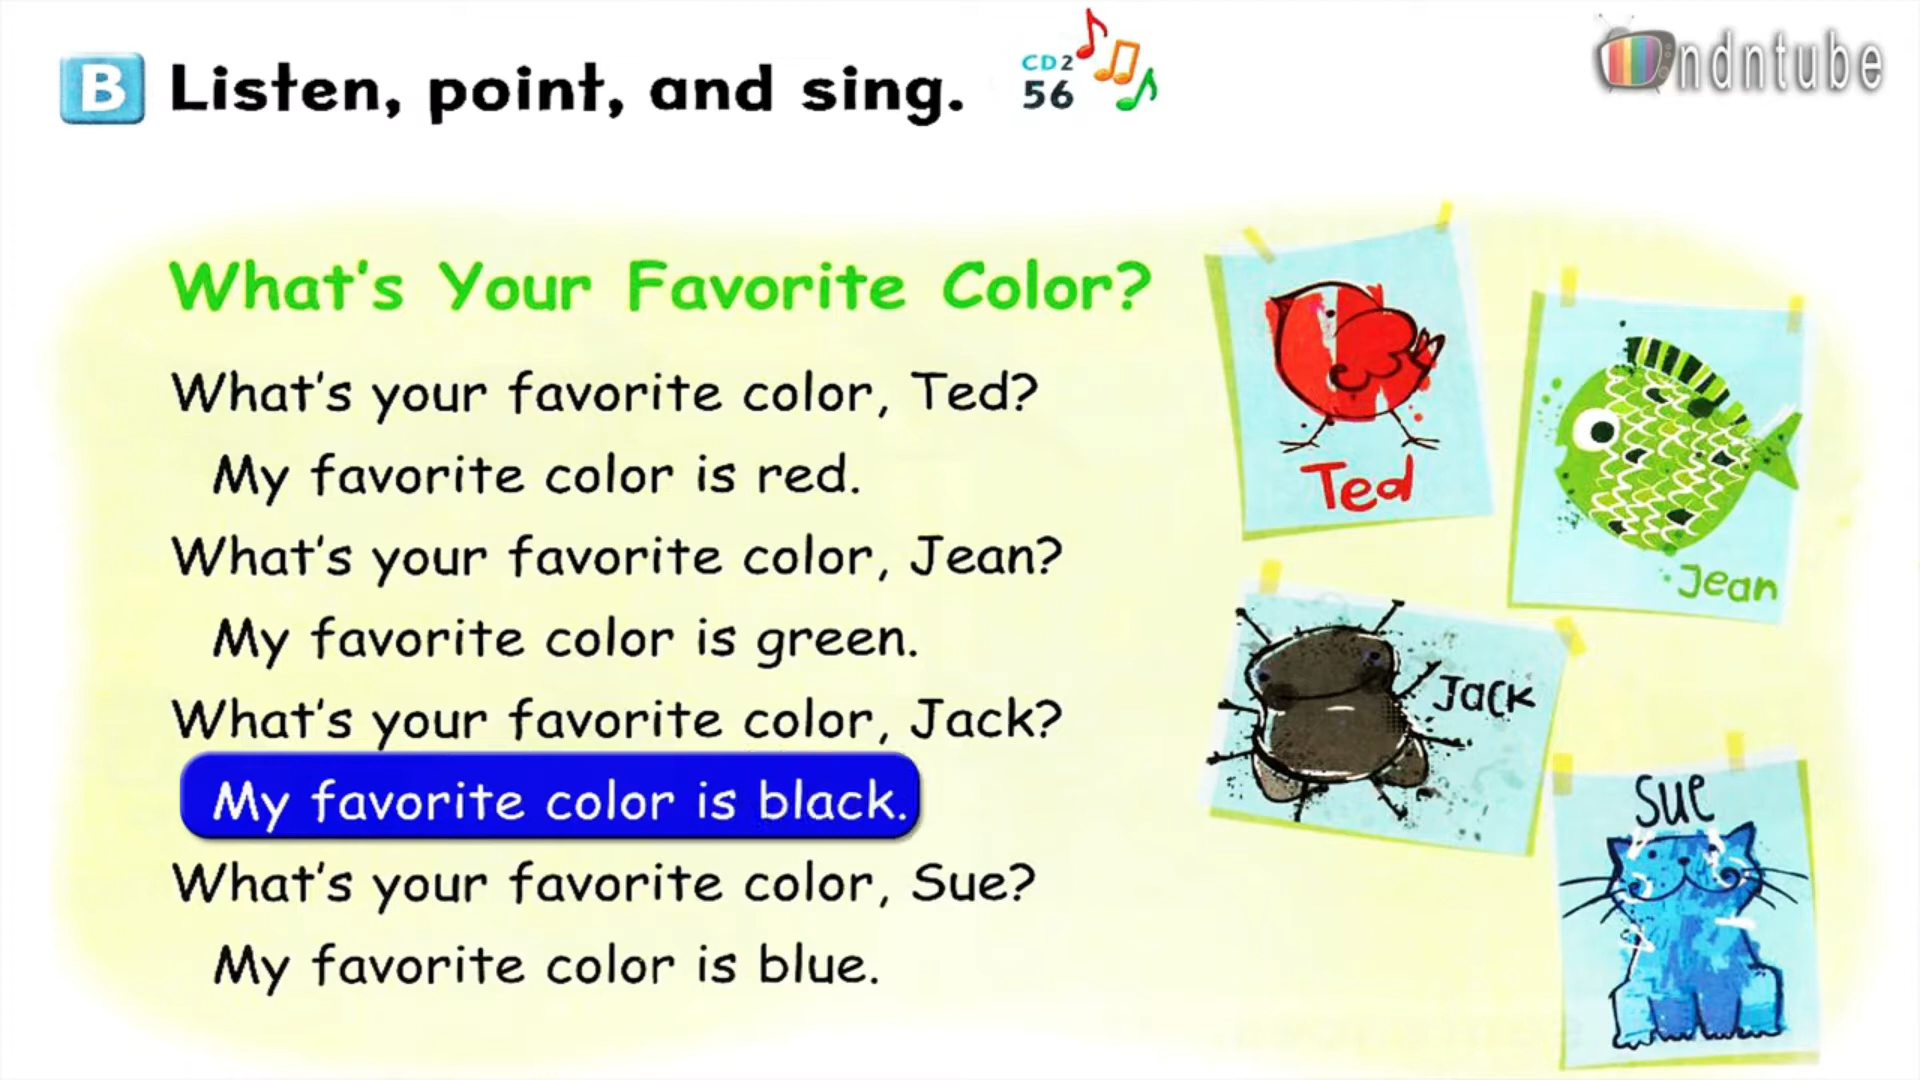 B Listen, point, and sing. CD2 56
ndntube
What's Your Favorite Color?
What's your favorite color, Ted?
My favorite color is red.
What's your favorite color, Jean?
My favorite color is green.
What's your favorite color, Jack?
My favorite color is black.
What's your favorite color, Sue?
My favorite color is blue.
Ted
Jean
Jack
Sue